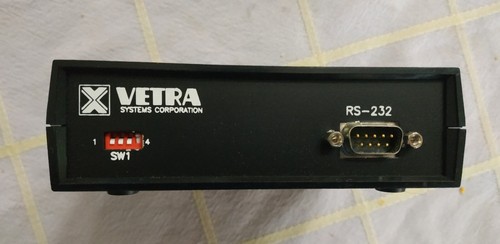 X VETRA
SYSTEMS CORPORATION
RS-232
1 4
SW1